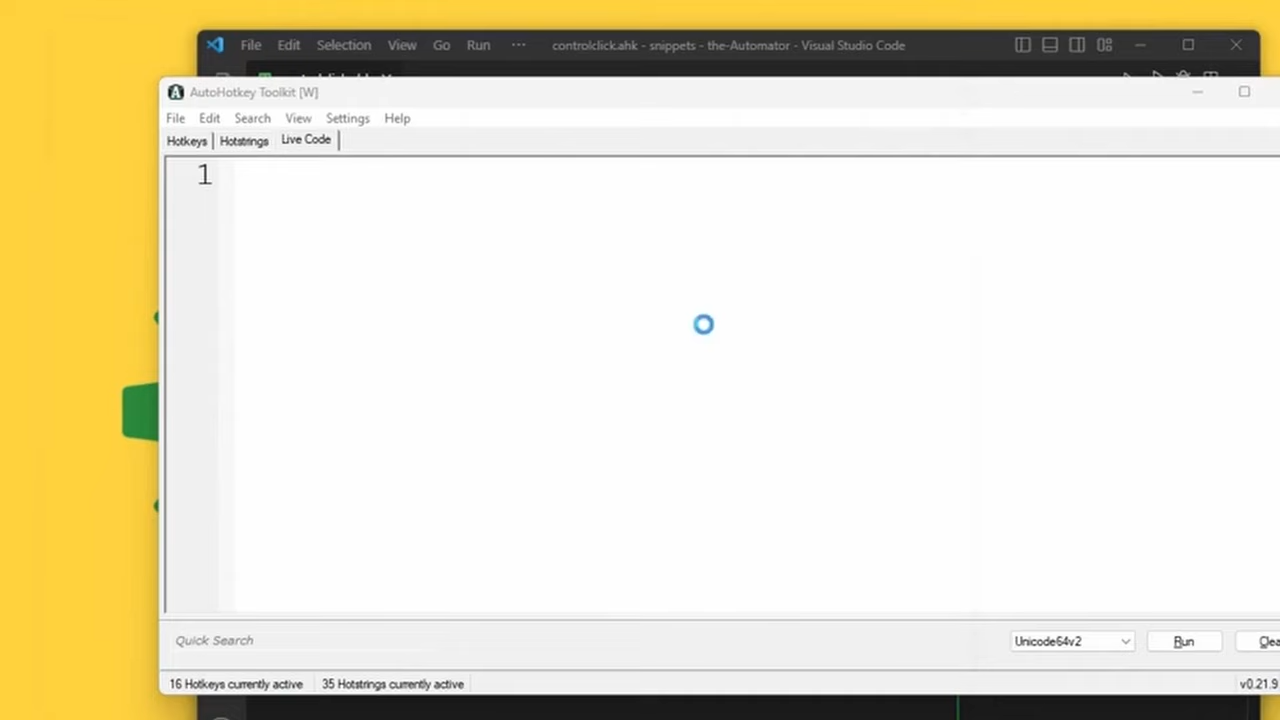 File Edit Selection View Go Run ··· controlclick.ahk - snippets - the-Automator - Visual Studio Code
AutoHotkey Toolkit [W]
File Edit Search View Settings Help
Hotkeys Hotstrings Live Code
1
Quick Search
Unicode64v2 Run Clea
16 Hotkeys currently active 35 Hotstrings currently active v0.21.9